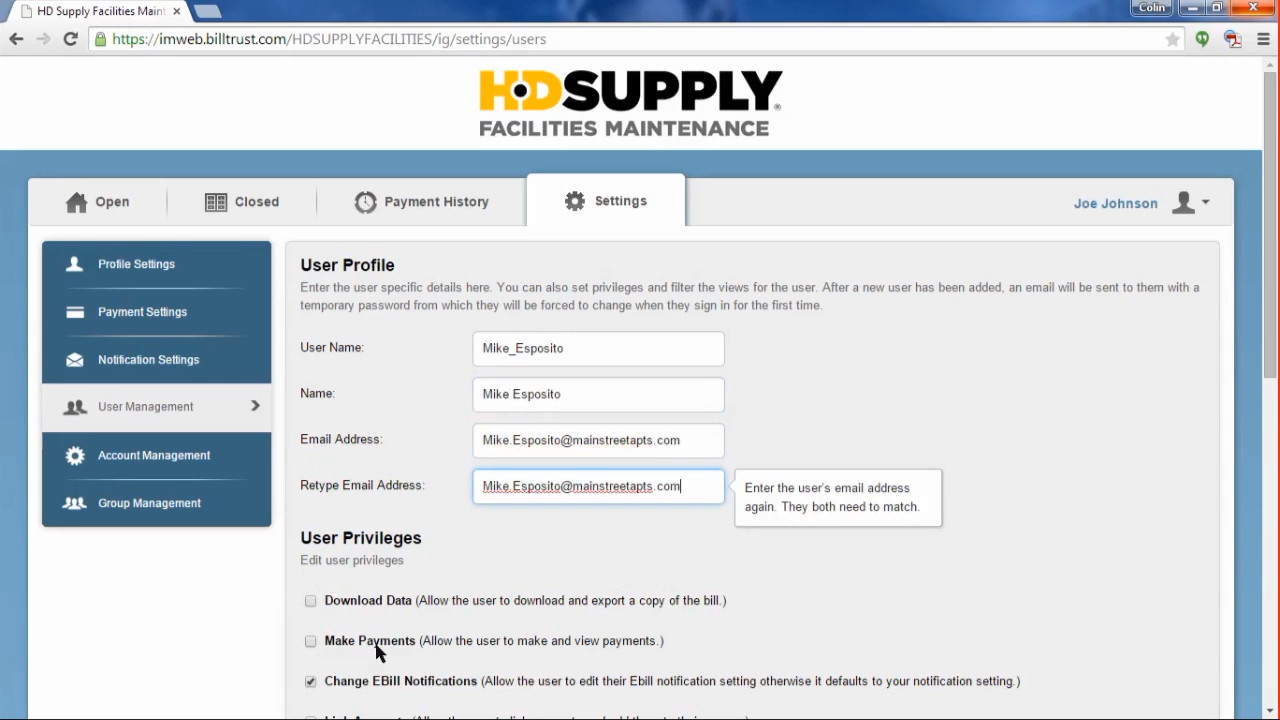 HD Supply Facilities Maint
Colin
https://imweb.billtrust.com/HDSUPPLYFACILITIES/ig/settings/users
HDSUPPLY®
FACILITIES MAINTENANCE
Open
Closed
Payment History
Settings
Joe Johnson
Profile Settings
Payment Settings
Notification Settings
User Management
Account Management
Group Management
User Profile
Enter the user specific details here. You can also set privileges and filter the views for the user. After a new user has been added, an email will be sent to them with a
temporary password from which they will be forced to change when they sign in for the first time.
User Name: Mike_Esposito
Name: Mike Esposito
Email Address: Mike.Esposito@mainstreetapts.com
Retype Email Address: Mike.Esposito@mainstreetapts.com
Enter the user's email address
again. They both need to match.
User Privileges
Edit user privileges
Download Data (Allow the user to download and export a copy of the bill.)
Make Payments (Allow the user to make and view payments.)
Change EBill Notifications (Allow the user to edit their Ebill notification setting otherwise it defaults to your notification setting.)